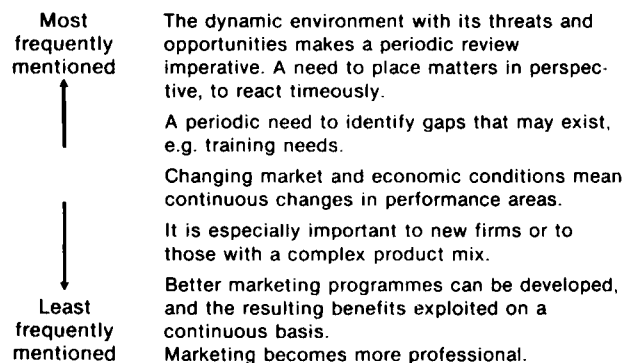 Most
frequently
mentioned
The dynamic environment with its threats and
opportunities makes a periodic review
imperative. A need to place matters in perspec-
tive, to react timeously.
A periodic need to identify gaps that may exist,
e.g. training needs.
Changing market and economic conditions mean
continuous changes in performance areas.
It is especially important to new firms or to
those with a complex product mix.
Better marketing programmes can be developed,
and the resulting benefits exploited on a
continuous basis.
Least
frequently
mentioned
Marketing becomes more professional.